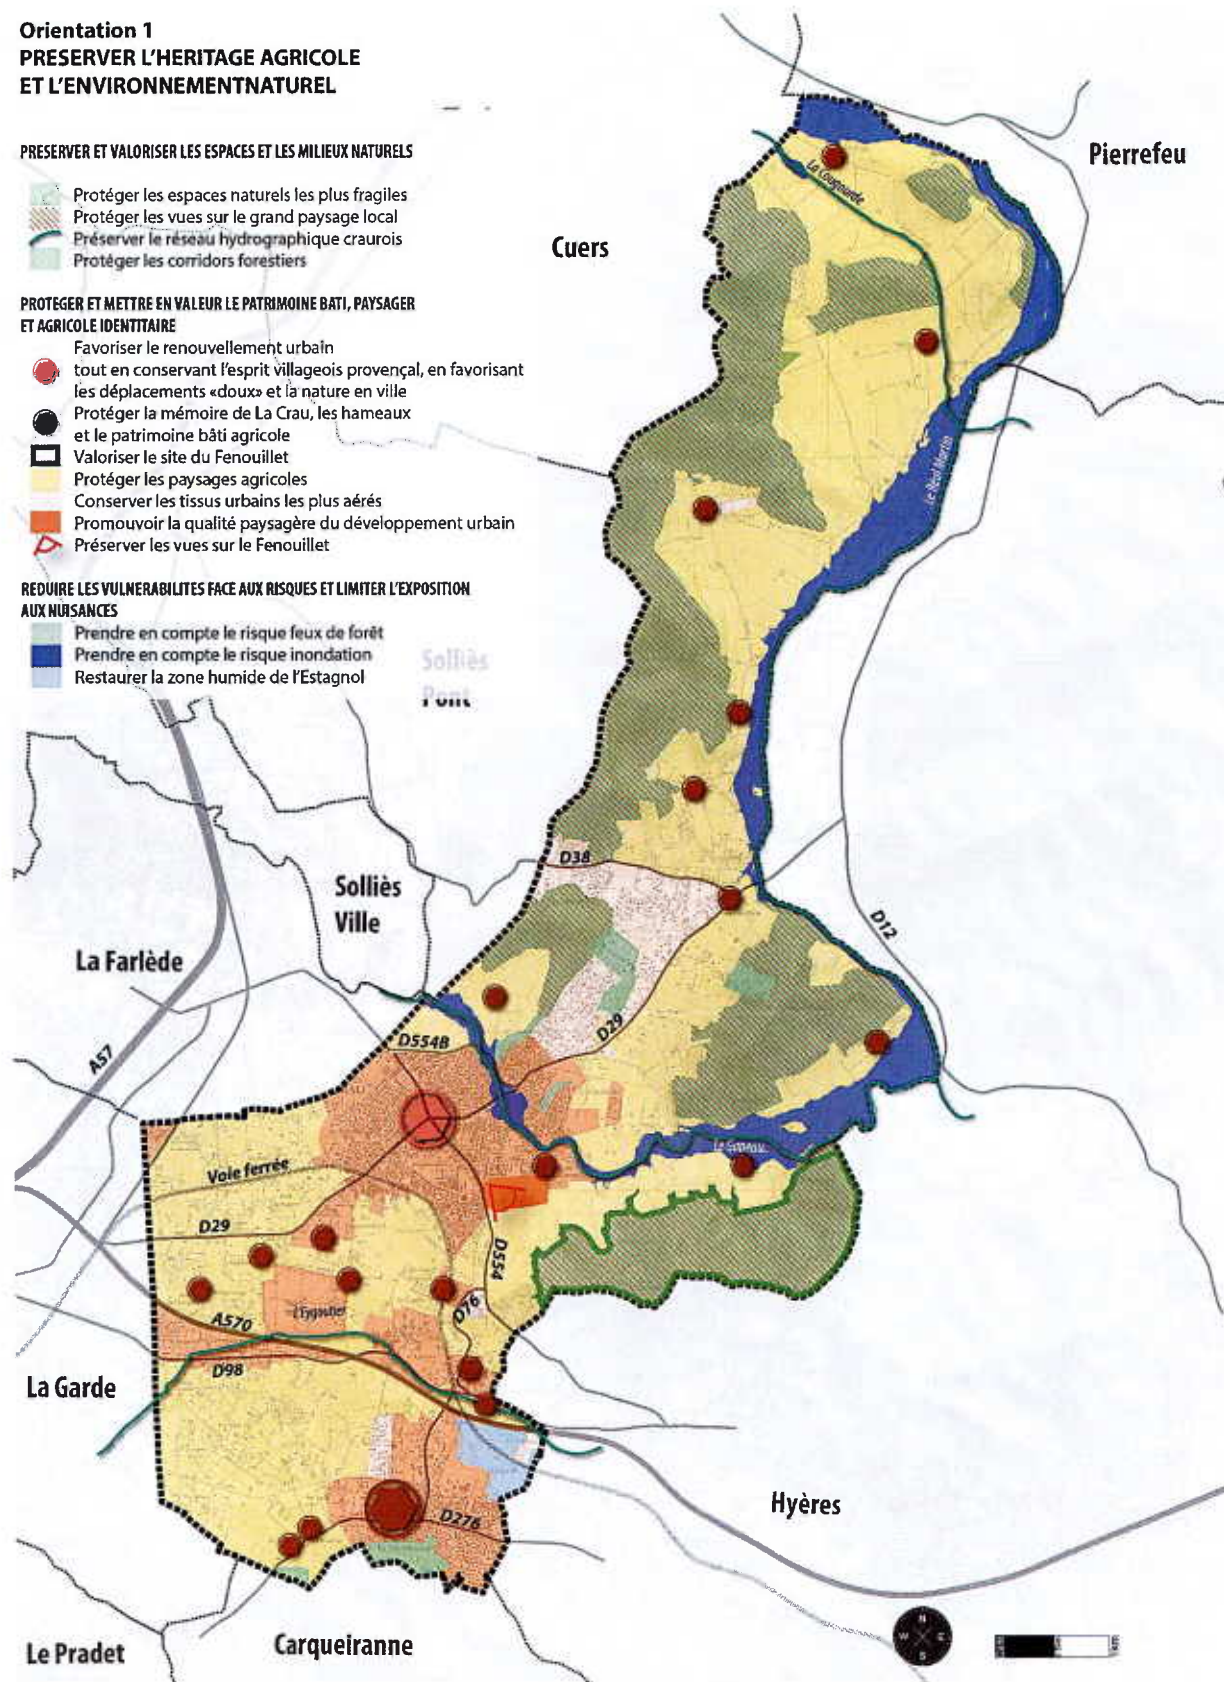 Orientation 1
PRESERVER L'HERITAGE AGRICOLE
ET L'ENVIRONNEMENTNATUREL
PRESERVER ET VALORISER LES ESPACES ET LES MILIEUX NATURELS
Protéger les espaces naturels les plus fragiles
Protéger les vues sur le grand paysage local
Préserver le réseau hydrographique craurois
Protéger les corridors forestiers
PROTEGER ET METTRE EN VALEUR LE PATRIMOINE BATI, PAYSAGER
ET AGRICOLE IDENTITAIRE
Favoriser le renouvellement urbain
tout en conservant l'esprit villageois provençal, en favorisant
les déplacements «doux» et la nature en ville
Protéger la mémoire de La Crau, les hameaux
et le patrimoine bâti agricole
Valoriser le site du Fenouillet
Protéger les paysages agricoles
Conserver les tissus urbains les plus aérés
Promouvoir la qualité paysagère du développement urbain
Préserver les vues sur le Fenouillet
REDUIRE LES VULNERABILITES FACE AUX RISQUES ET LIMITER L'EXPOSITION
AUX NUISANCES
Prendre en compte le risque feux de forêt
Prendre en compte le risque inondation
Restaurer la zone humide de l'Estagnol
Pierrefeu
La Cougourde
Cuers
Le Réal Martin
Solliès
Pont
D38
Solliès
Ville
D12
La Farlède
D29
D554B
A57
Le Gapeau
Voie ferrée
D29
D554
L'Eygoutier
D76
A570
D98
La Garde
Hyères
D276
Le Pradet
Carqueiranne
N
W E
S
1km